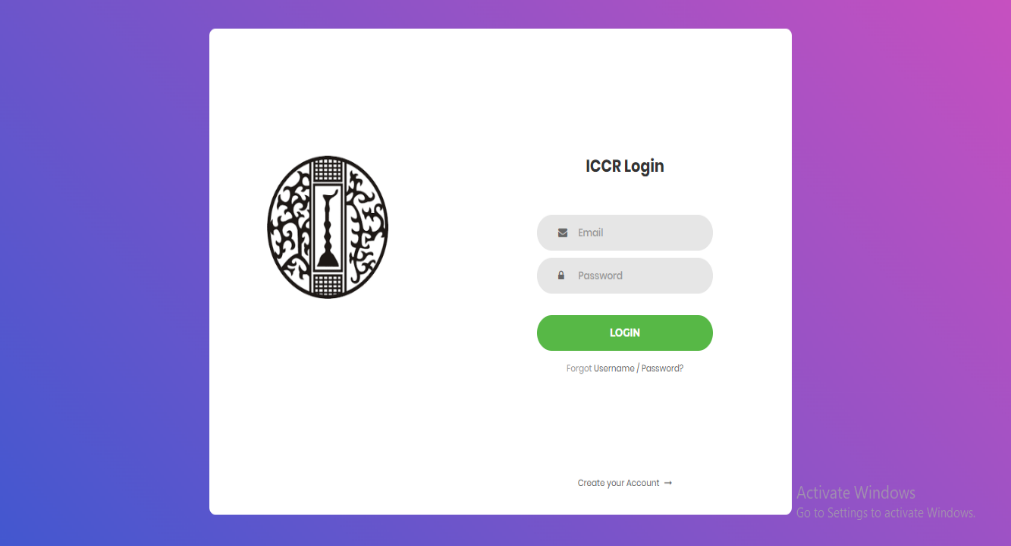 ICCR Login
Email
Password
LOGIN
Forgot Username / Password?
Create your Account →
Activate Windows
Go to Settings to activate Windows.